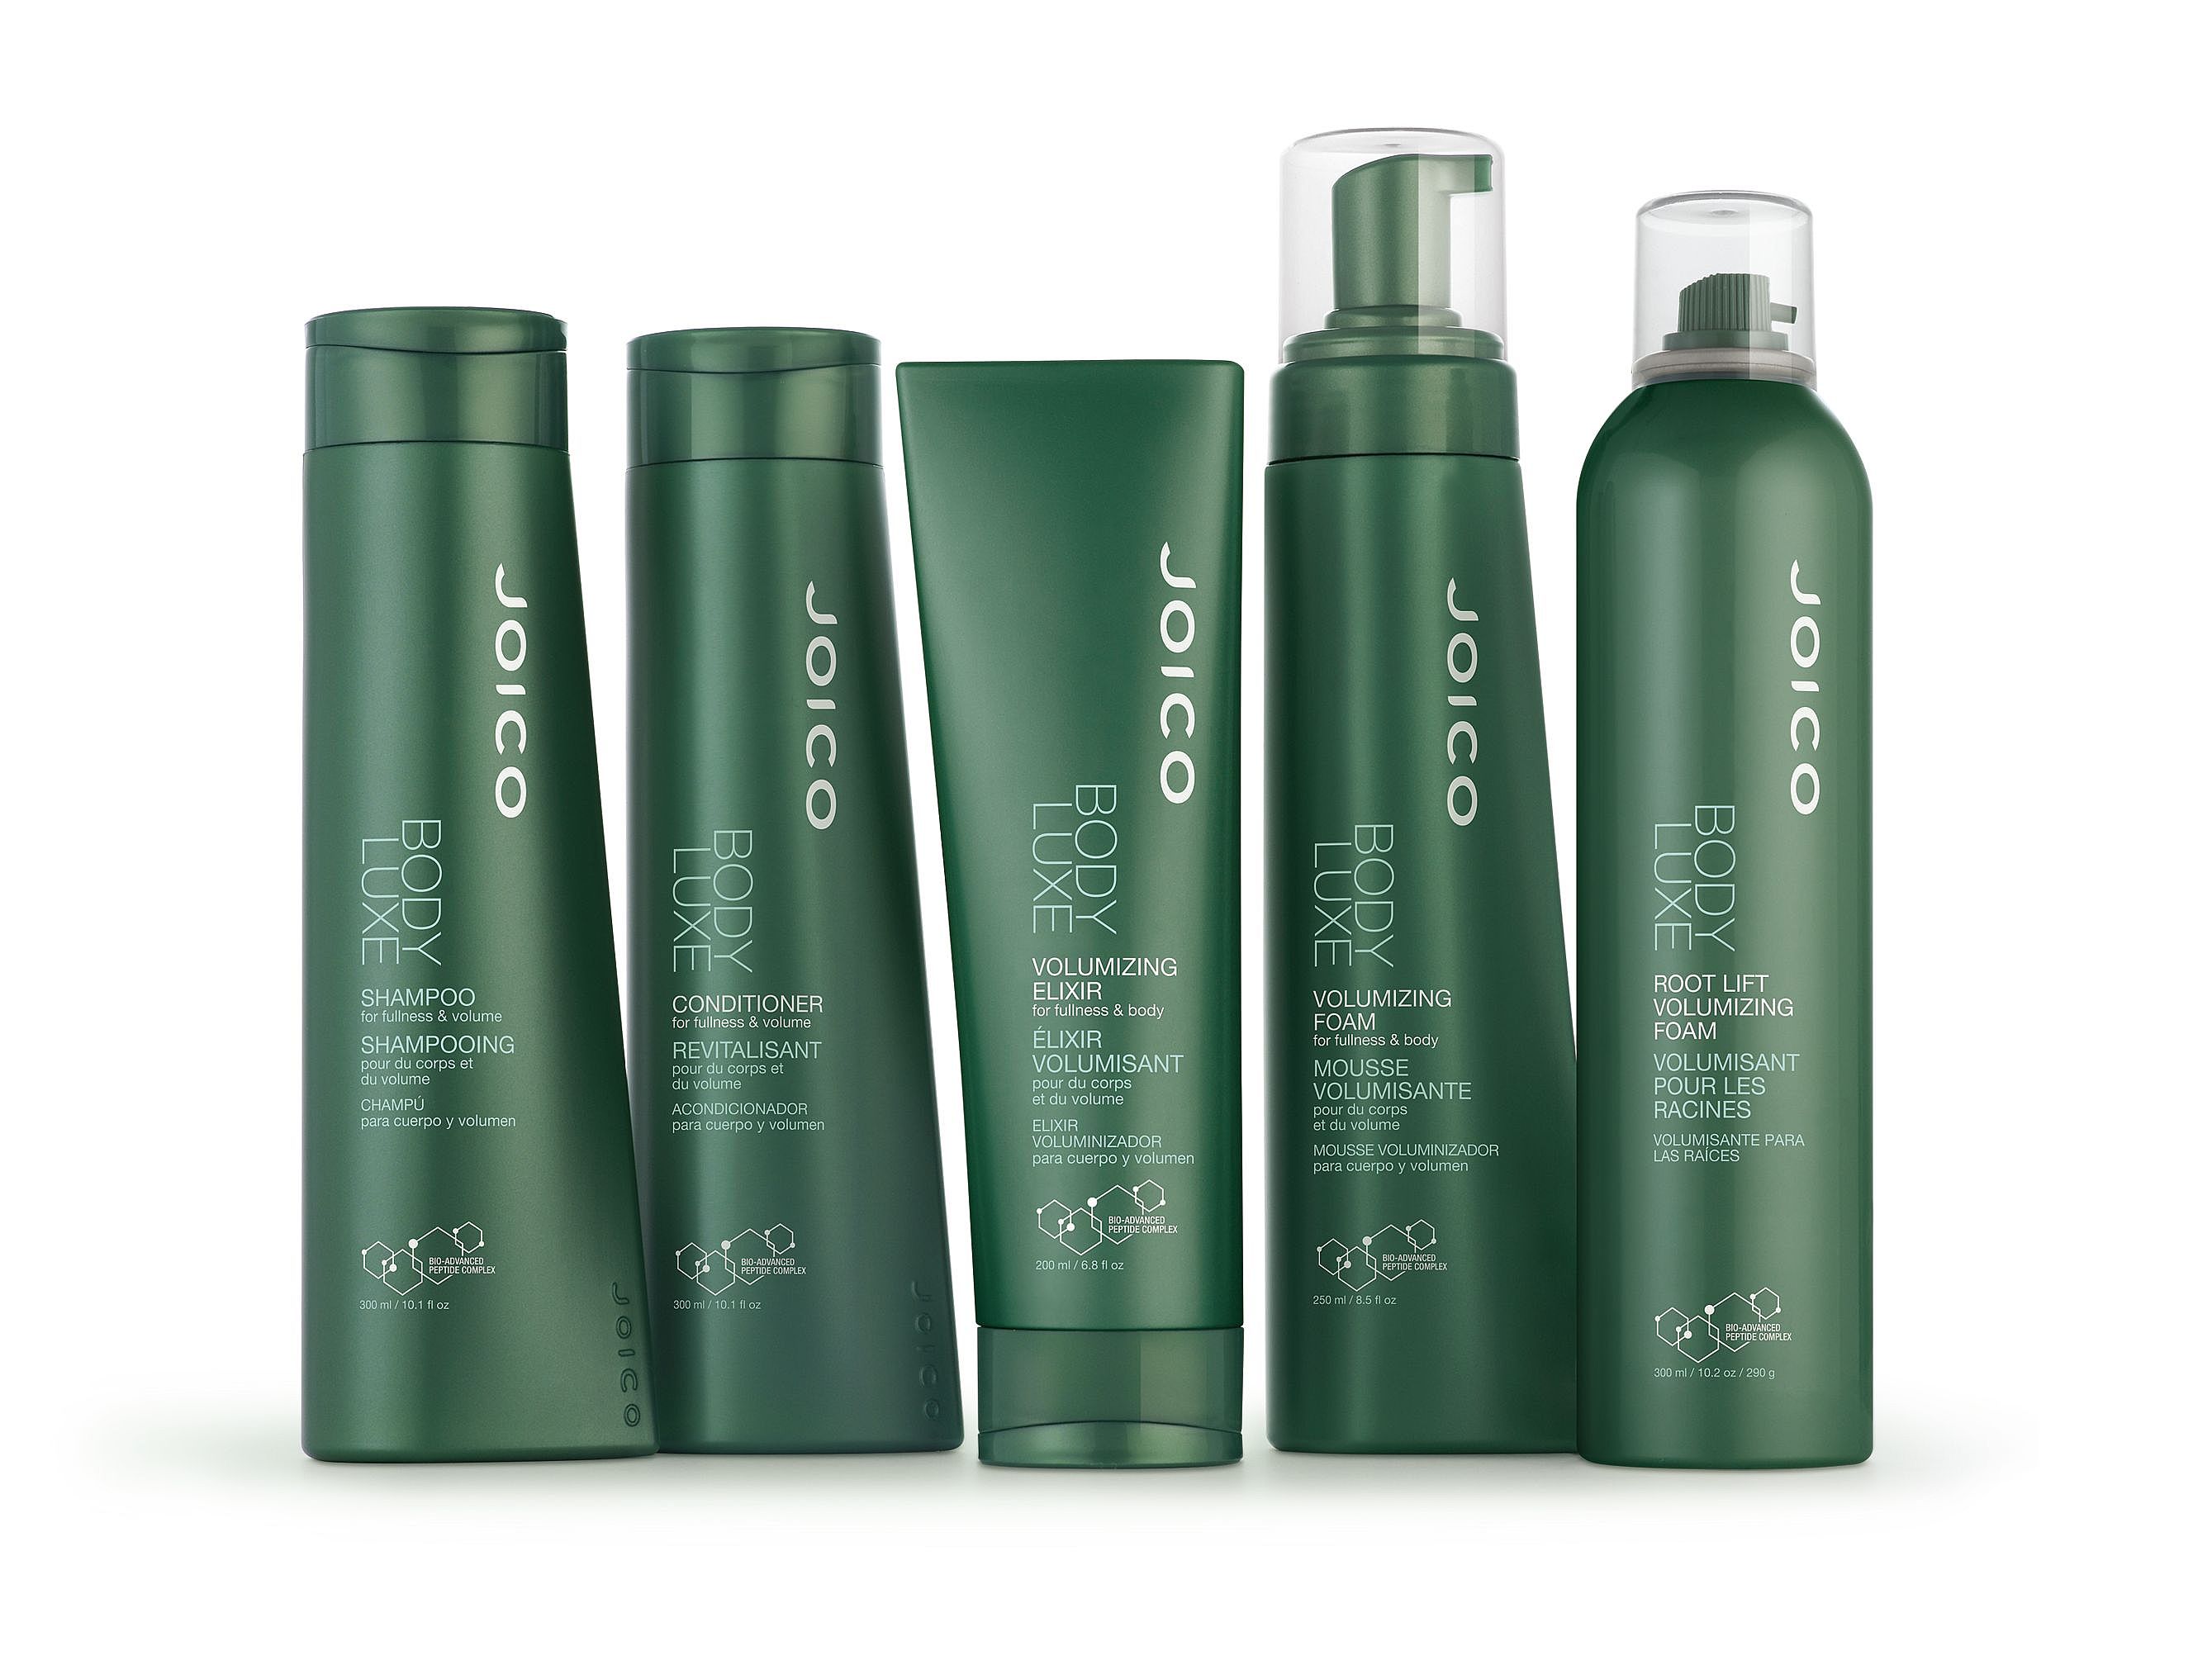 JOICO
BODY
LUXE
SHAMPOO
for fullness & volume
SHAMPOOING
pour du corps et
du volume
CHAMPÚ
para cuerpo y volumen
BIO-ADVANCED
PEPTIDE COMPLEX
300 ml / 10.1 fl oz
JOICO
JOICO
BODY
LUXE
CONDITIONER
for fullness & volume
REVITALISANT
pour du corps et
du volume
ACONDICIONADOR
para cuerpo y volumen
BIO-ADVANCED
PEPTIDE COMPLEX
300 ml / 10.1 fl oz
JOICO
JOICO
BODY
LUXE
VOLUMIZING
ELIXIR
for fullness & body
ÉLIXIR
VOLUMISANT
pour du corps
et du volume
ELIXIR
VOLUMINIZADOR
para cuerpo y volumen
BIO-ADVANCED
PEPTIDE COMPLEX
200 ml / 6.8 fl oz
JOICO
BODY
LUXE
VOLUMIZING
FOAM
for fullness & body
MOUSSE
VOLUMISANTE
pour du corps
et du volume
MOUSSE VOLUMINIZADOR
para cuerpo y volumen
BIO-ADVANCED
PEPTIDE COMPLEX
250 ml / 8.5 fl oz
JOICO
BODY
LUXE
ROOT LIFT
VOLUMIZING
FOAM
VOLUMISANT
POUR LES
RACINES
VOLUMISANTE PARA
LAS RAÍCES
BIO-ADVANCED
PEPTIDE COMPLEX
300 ml / 10.2 oz / 290 g